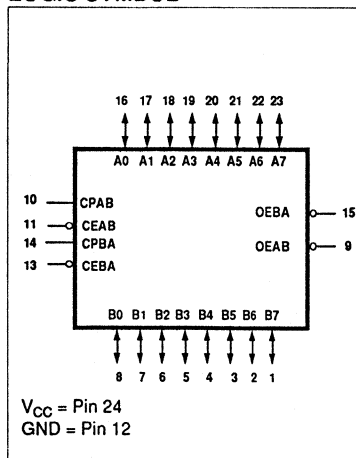 16 17 18 19 20 21 22 23
A0 A1 A2 A3 A4 A5 A6 A7
10 CPAB
11 CEAB
14 CPBA
13 CEBA
OEBA 15
OEAB 9
B0 B1 B2 B3 B4 B5 B6 B7
8 7 6 5 4 3 2 1
VCC = Pin 24
GND = Pin 12